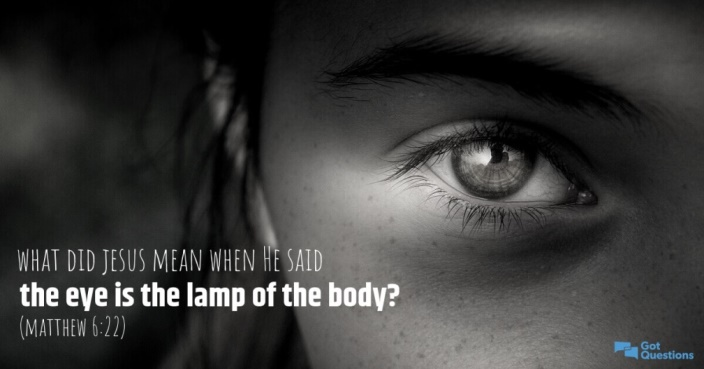 WHAT DID JESUS MEAN WHEN HE SAID
the eye is the lamp of the body?
(MATTHEW 6:22)
Got
Questions